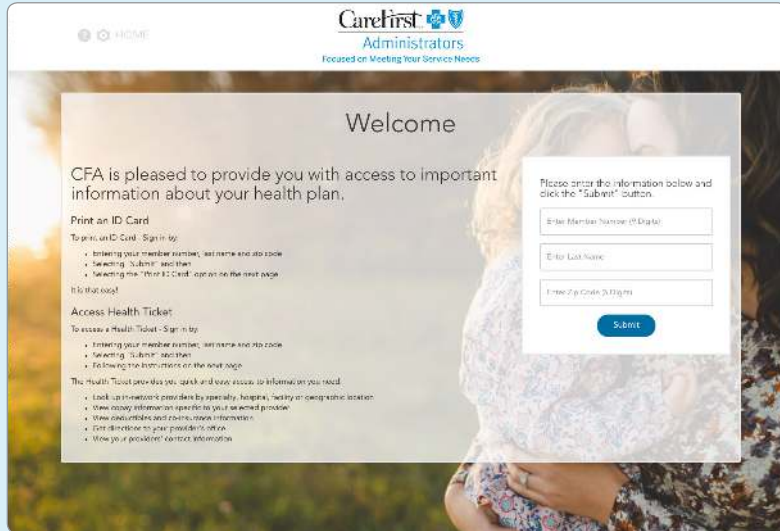 HOME
CareFirst
Administrators
Focused on Meeting Your Service Needs
Welcome
CFA is pleased to provide you with access to important
information about your health plan.
Print an ID Card
To print an ID Card - Sign in by:
• Entering your member number, last name and zip code
• Selecting "Submit" and then
• Selecting the "Print ID Card" option on the next page
It is that easy!
Access Health Ticket
To access a Health Ticket - Sign in by:
• Entering your member number, last name and zip code
• Selecting "Submit" and then
• Following the instructions on the next page
The Health Ticket provides you quick and easy access to information you need:
• Look up in-network providers by specialty, hospital, facility or geographic location
• View copay information specific to your selected provider
• View deductibles and co-insurance information
• Get directions to your provider's office
• View your providers' contact information
Please enter the information below and
click the "Submit" button.
Enter Member Number (9 Digits)
Enter Last Name
Enter Zip Code (5 Digits)
Submit